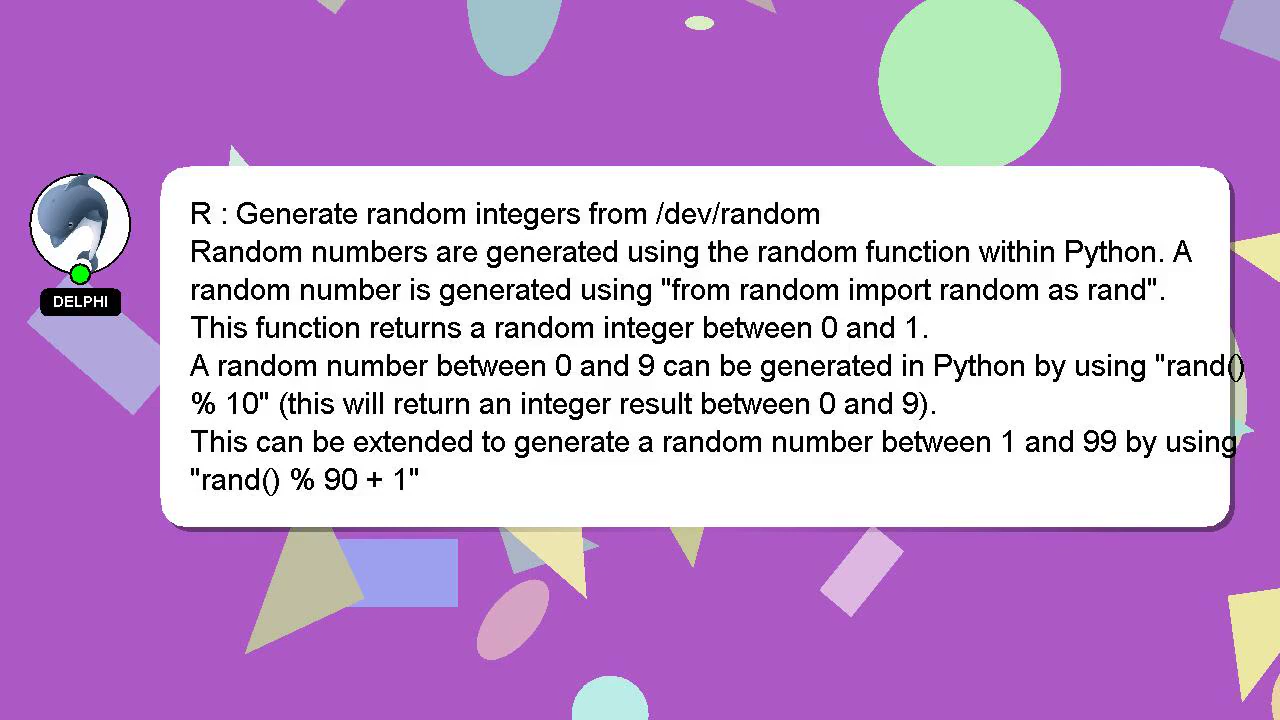 DELPHI
R : Generate random integers from /dev/random
Random numbers are generated using the random function within Python. A
random number is generated using "from random import random as rand".
This function returns a random integer between 0 and 1.
A random number between 0 and 9 can be generated in Python by using "rand()
% 10" (this will return an integer result between 0 and 9).
This can be extended to generate a random number between 1 and 99 by using
"rand() % 90 + 1"